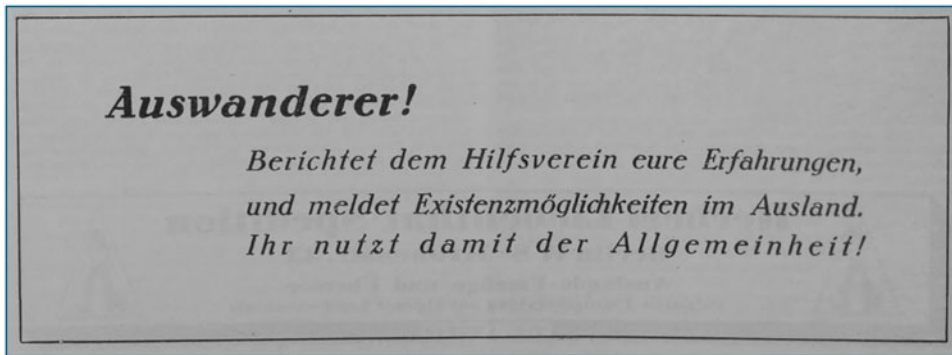 Auswanderer!
Berichtet dem Hilfsverein eure Erfahrungen,
und meldet Existenzmöglichkeiten im Ausland.
Ihr nutzt damit der Allgemeinheit!